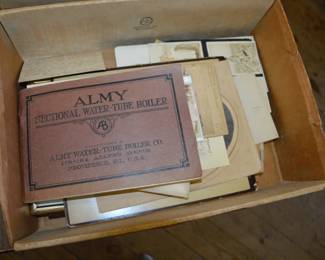 ALMY
SECTIONAL WATER-TUBE BOILER
AB
ALMY WATER-TUBE BOILER CO.
PROVIDENCE, R.I., U.S.A.